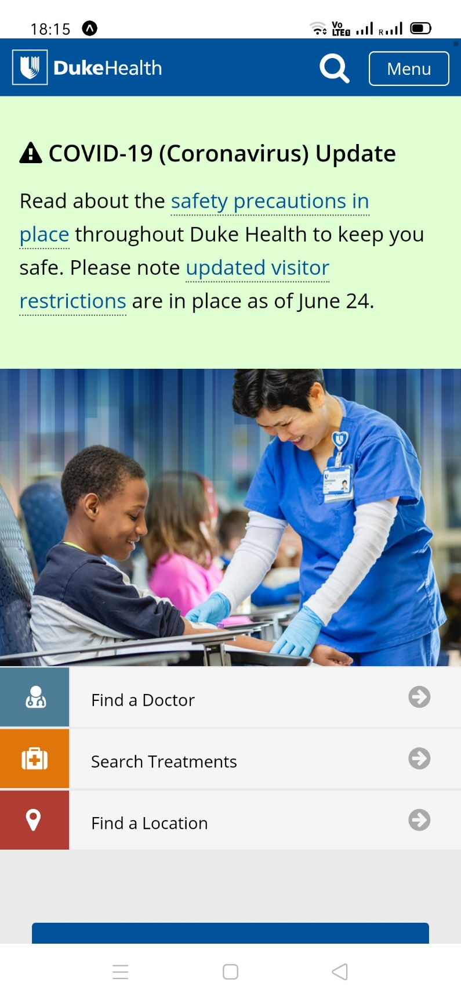 18:15
Vo
LTE
R
DukeHealth
Menu
COVID-19 (Coronavirus) Update
Read about the safety precautions in
place throughout Duke Health to keep you
safe. Please note updated visitor
restrictions are in place as of June 24.
Find a Doctor
Search Treatments
Find a Location